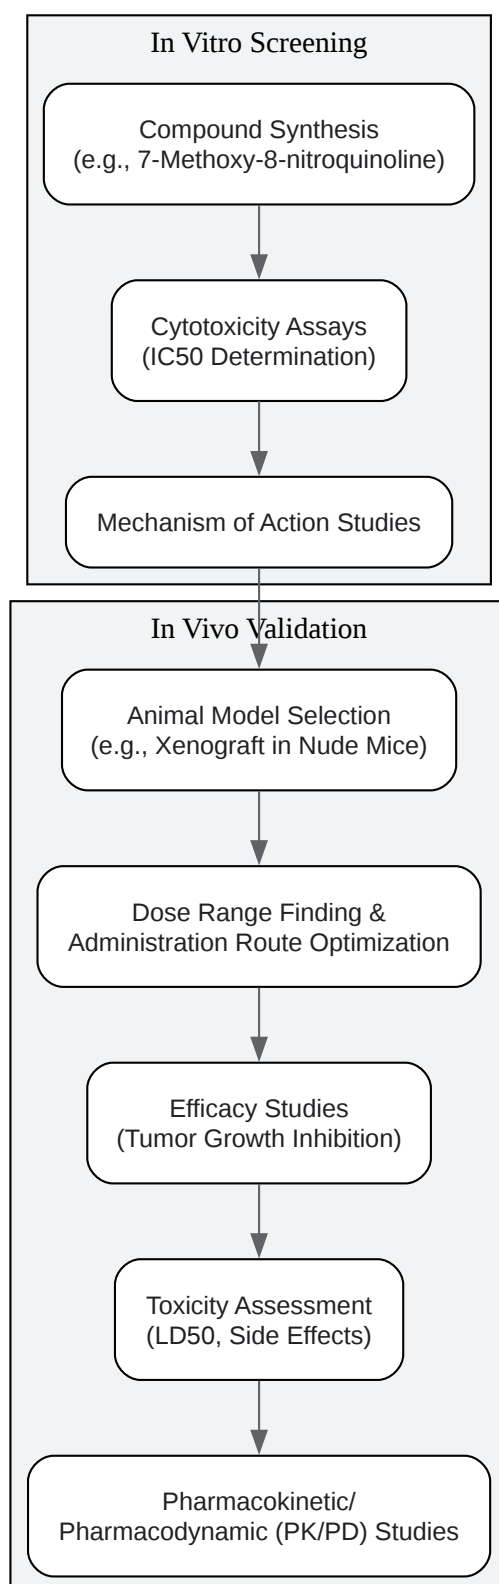 In Vitro Screening
Compound Synthesis
(e.g., 7-Methoxy-8-nitroquinoline)
Cytotoxicity Assays
(IC50 Determination)
Mechanism of Action Studies
In Vivo Validation
Animal Model Selection
(e.g., Xenograft in Nude Mice)
Dose Range Finding &
Administration Route Optimization
Efficacy Studies
(Tumor Growth Inhibition)
Toxicity Assessment
(LD50, Side Effects)
Pharmacokinetic/
Pharmacodynamic (PK/PD) Studies